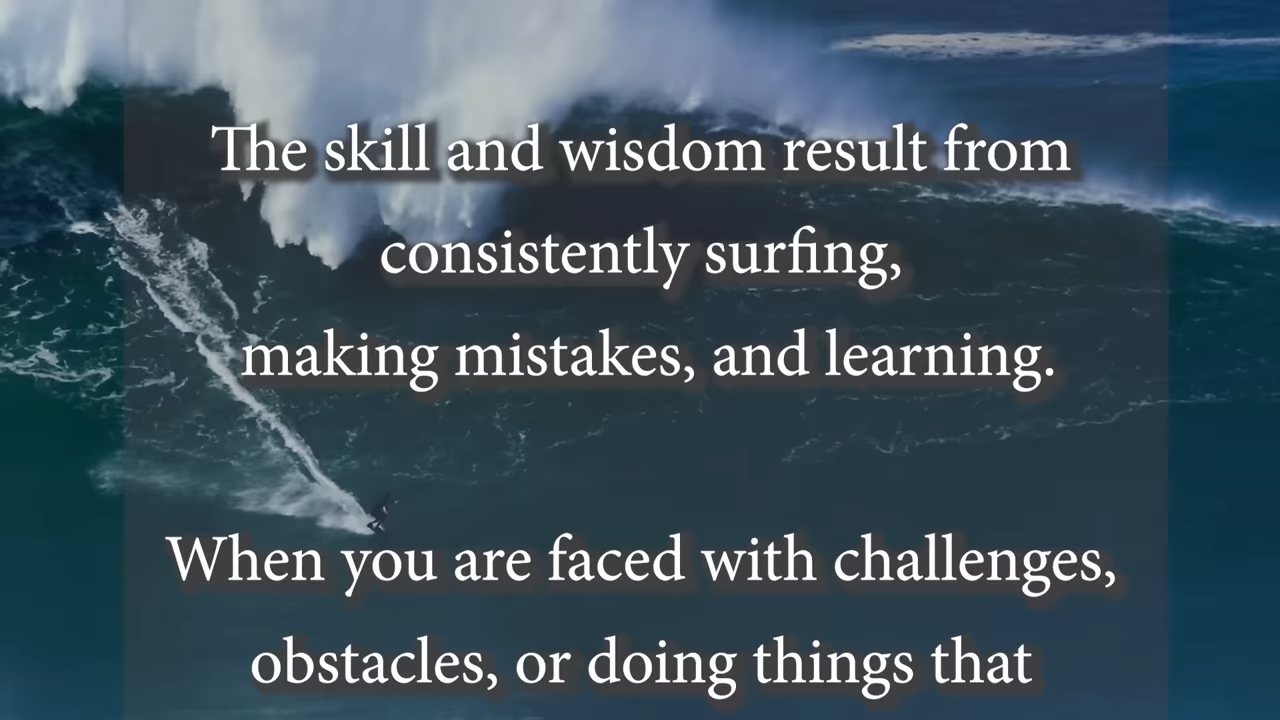 The skill and wisdom result from
consistently surfing,
making mistakes, and learning.
When you are faced with challenges,
obstacles, or doing things that